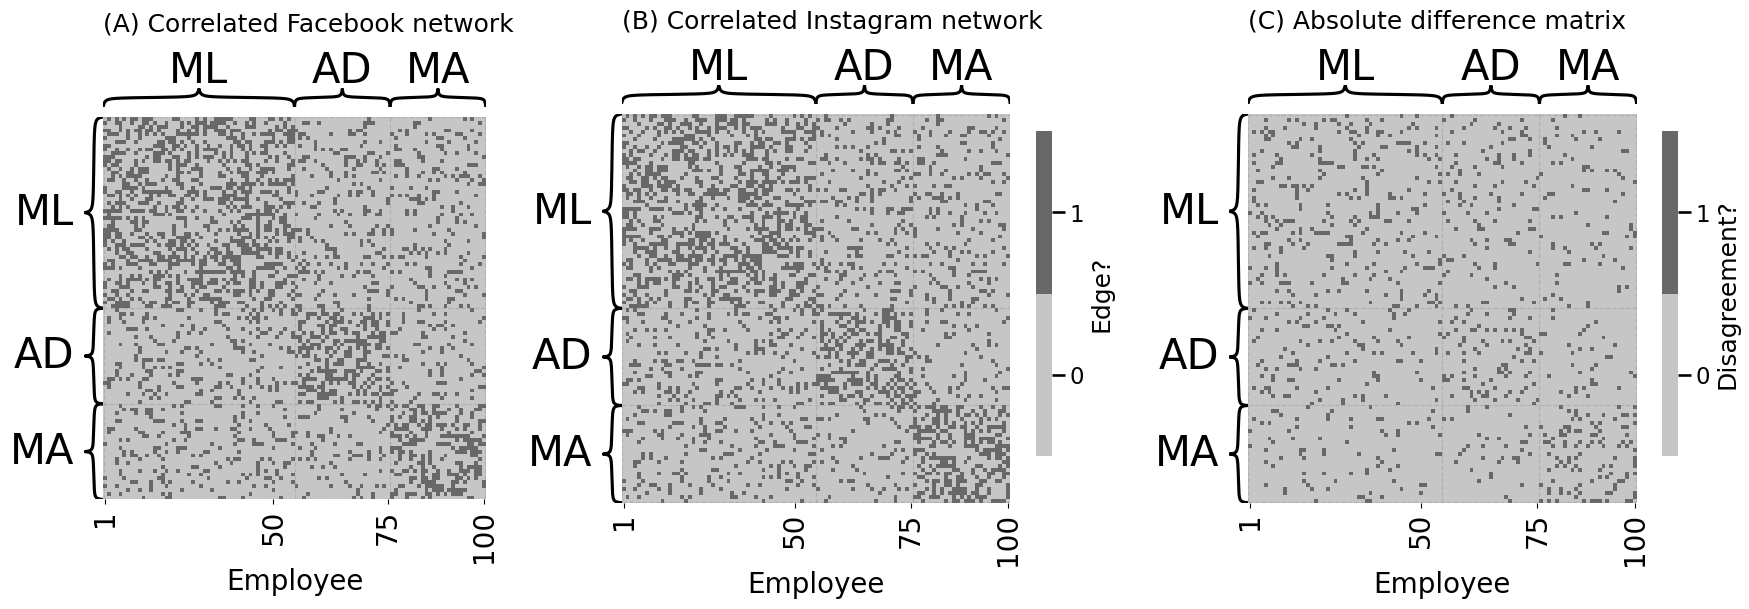 (A) Correlated Facebook network
ML AD MA
ML
AD
MA
1 50 75 100
Employee
(B) Correlated Instagram network
ML AD MA
ML
AD
MA
1 50 75 100
Employee
1
0
Edge?
(C) Absolute difference matrix
ML AD MA
ML
AD
MA
1 50 75 100
Employee
1
0
Disagreement?